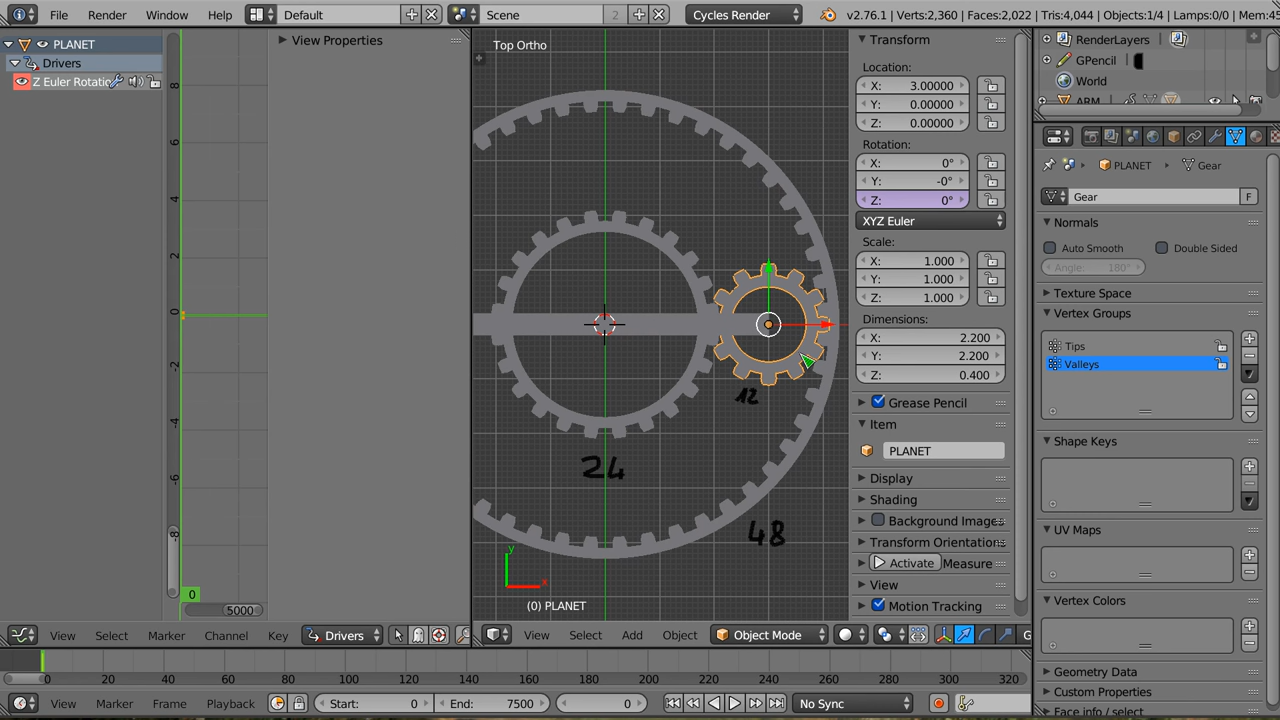 File Render Window Help Default Scene 2 Cycles Render v2.76.1 | Verts:2,360 | Faces:2,022 | Tris:4,044 | Objects:1/4 | Lamps:0/0 | Mem:45
PLANET
Drivers
Z Euler Rotatio
8
6
4
2
0
-2
-4
-6
-8
0
5000
View Properties
Top Ortho
12
24
48
y
x
(0) PLANET
Transform
Location:
X: 3.00000
Y: 0.00000
Z: 0.00000
Rotation:
X: 0°
Y: -0°
Z: 0°
XYZ Euler
Scale:
X: 1.000
Y: 1.000
Z: 1.000
Dimensions:
X: 2.200
Y: 2.200
Z: 0.400
Grease Pencil
Item
PLANET
Display
Shading
Background Images
Transform Orientations
Activate Measure
View
Motion Tracking
RenderLayers
GPencil
World
ARM
PLANET Gear
Gear F
Normals
Auto Smooth Double Sided
Angle: 180°
Texture Space
Vertex Groups
Tips
Valleys
Shape Keys
UV Maps
Vertex Colors
Geometry Data
Custom Properties
Face info / select
View Select Marker Channel Key Drivers
View Select Add Object Object Mode G
0 20 40 60 80 100 120 140 160 180 200 220 240 260 280 300 320
View Marker Frame Playback Start: 0 End: 7500 0 No Sync